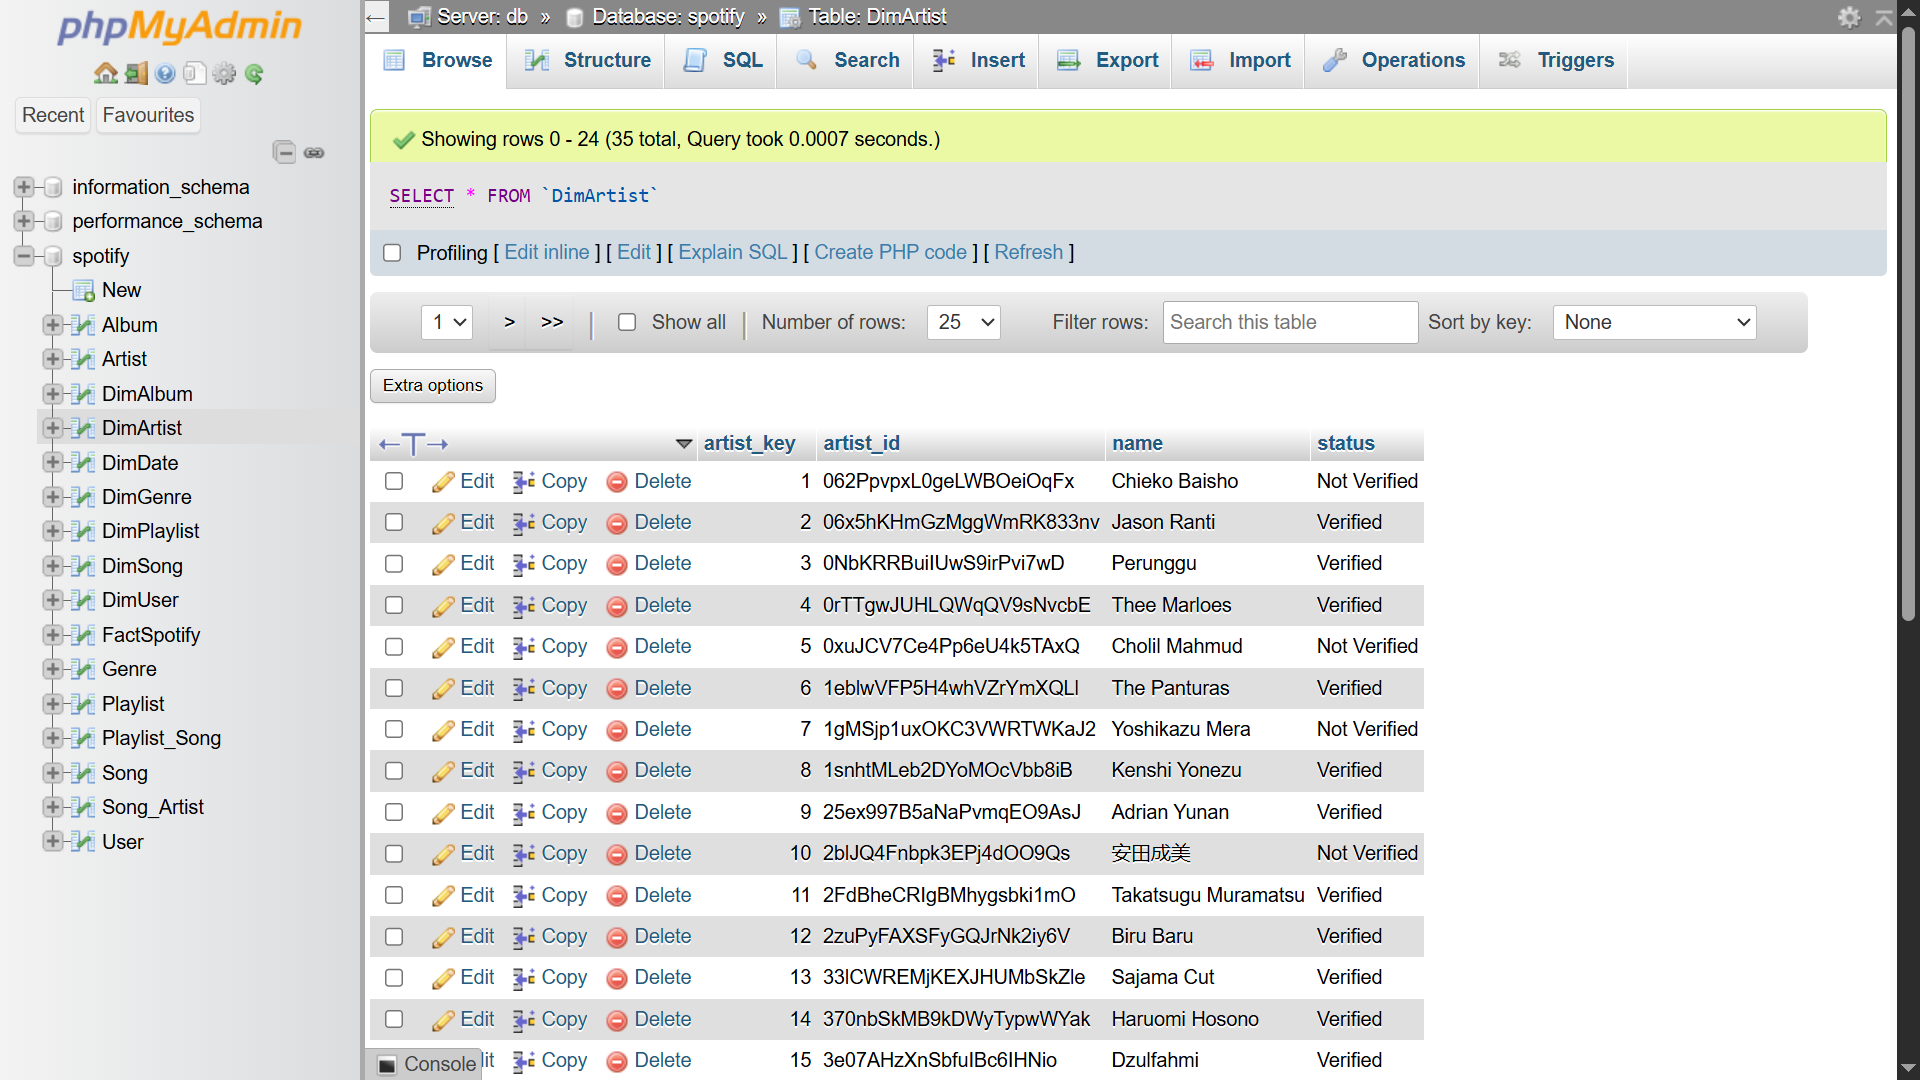 phpMyAdmin
Recent Favourites
information_schema
performance_schema
spotify
New
Album
Artist
DimAlbum
DimArtist
DimDate
DimGenre
DimPlaylist
DimSong
DimUser
FactSpotify
Genre
Playlist
Playlist_Song
Song
Song_Artist
User
Server: db » Database: spotify » Table: DimArtist
Browse Structure SQL Search Insert Export Import Operations Triggers
Showing rows 0 - 24 (35 total, Query took 0.0007 seconds.)
SELECT * FROM `DimArtist`
Profiling [ Edit inline ] [ Edit ] [ Explain SQL ] [ Create PHP code ] [ Refresh ]
1 > >> | Show all | Number of rows: 25 Filter rows: Search this table Sort by key: None
Extra options
←T→ artist_key artist_id name status
Edit Copy Delete 1 062PpvpxL0geLWBOeiOqFx Chieko Baisho Not Verified
Edit Copy Delete 2 06x5hKHmGzMggWmRK833nv Jason Ranti Verified
Edit Copy Delete 3 0NbKRRBuiIUwS9irPvi7wD Perunggu Verified
Edit Copy Delete 4 0rTTgwJUHLQWqQV9sNvcbE Thee Marloes Verified
Edit Copy Delete 5 0xuJCV7Ce4Pp6eU4k5TAxQ Cholil Mahmud Not Verified
Edit Copy Delete 6 1eblwVFP5H4whVZrYmXQLl The Panturas Verified
Edit Copy Delete 7 1gMSjp1uxOKC3VWRTWKaJ2 Yoshikazu Mera Not Verified
Edit Copy Delete 8 1snhtMLeb2DYoMOcVbb8iB Kenshi Yonezu Verified
Edit Copy Delete 9 25ex997B5aNaPvmqEO9AsJ Adrian Yunan Verified
Edit Copy Delete 10 2blJQ4Fnbpk3EPj4dOO9Qs 安田成美 Not Verified
Edit Copy Delete 11 2FdBheCRIgBMhygsbki1mO Takatsugu Muramatsu Verified
Edit Copy Delete 12 2zuPyFAXSFyGQJrNk2iy6V Biru Baru Verified
Edit Copy Delete 13 33lCWREMjKEXJHUMbSkZle Sajama Cut Verified
Edit Copy Delete 14 370nbSkMB9kDWyTypwWYak Haruomi Hosono Verified
Console Copy Delete 15 3e07AHzXnSbfulBc6IHNio Dzulfahmi Verified